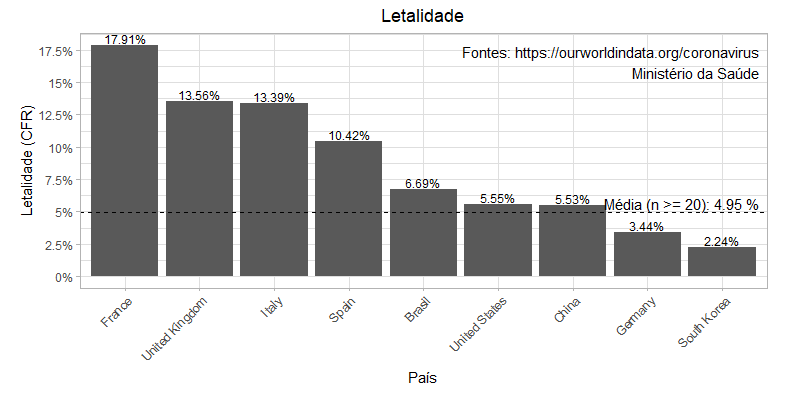 Letalidade
Fontes: https://ourworldindata.org/coronavirus
Ministério da Saúde
Letalidade (CFR)
17.5%
15%
12.5%
10%
7.5%
5%
2.5%
0%
17.91%
13.56%
13.39%
10.42%
6.69%
5.55%
5.53%
Média (n >= 20): 4.95 %
3.44%
2.24%
France
United Kingdom
Italy
Spain
Brasil
United States
China
Germany
South Korea
País